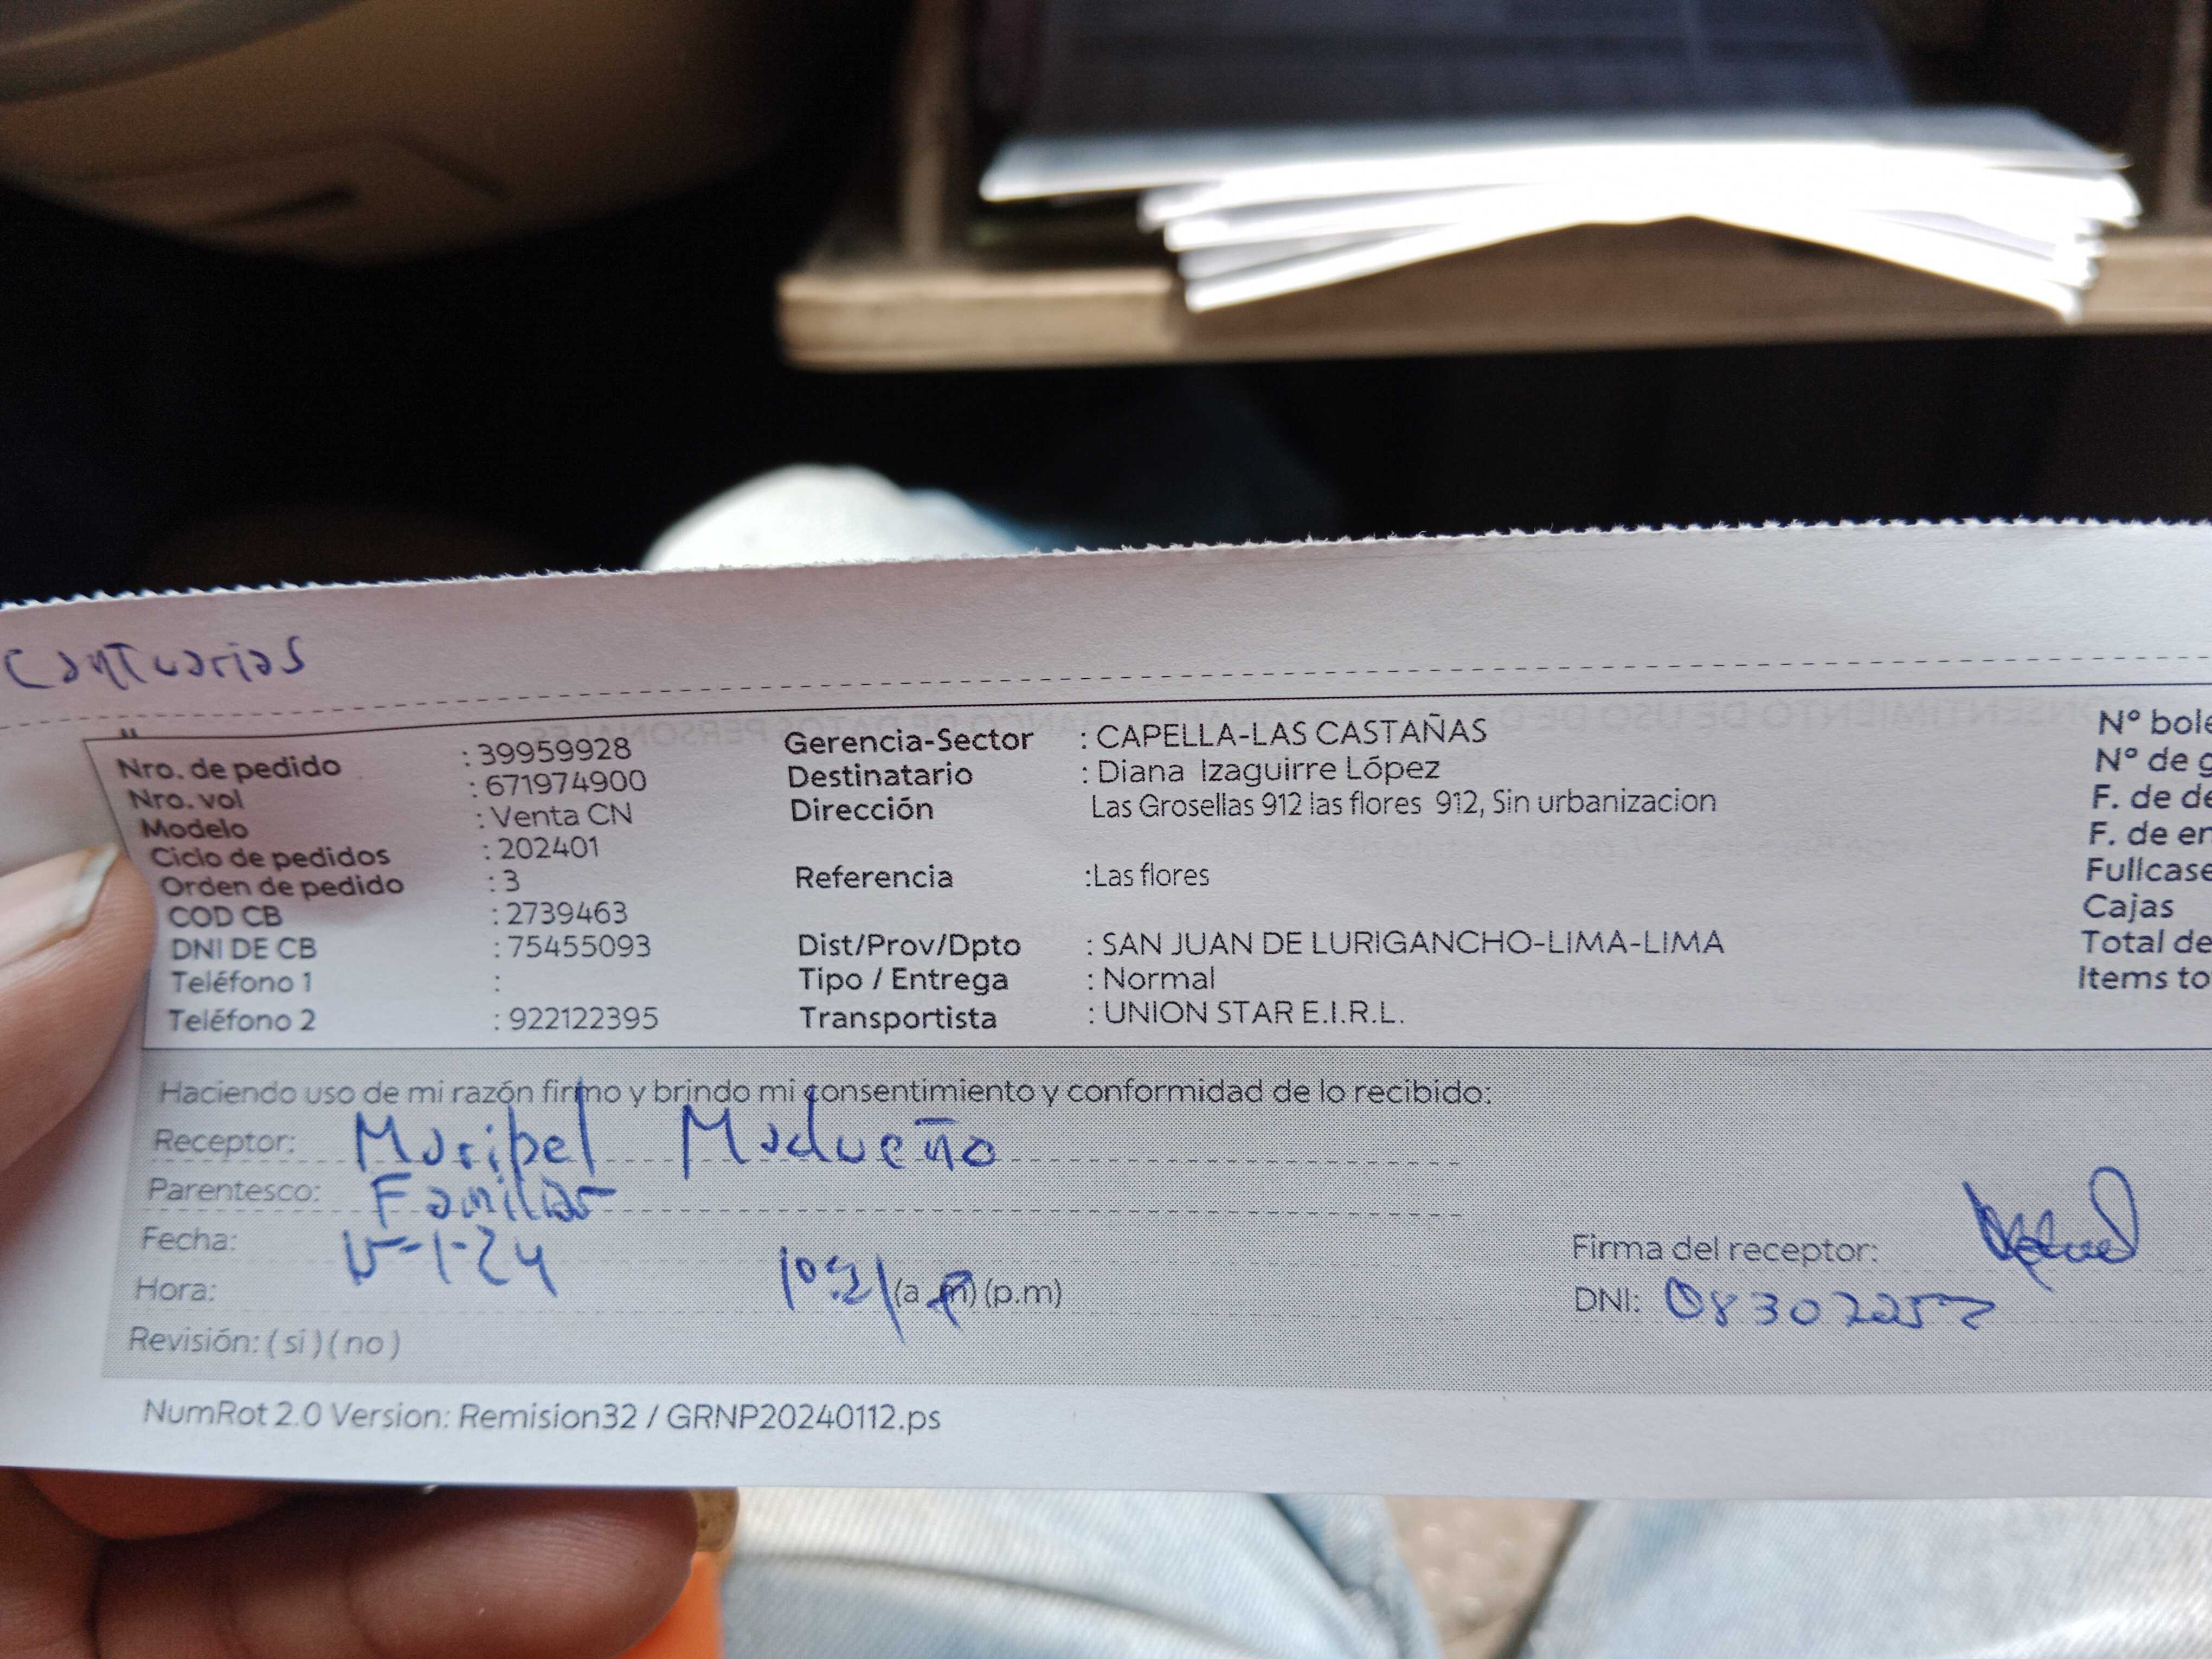 Cantuarias
Nro. de pedido : 39959928
Nro. vol : 671974900
Modelo : Venta CN
Ciclo de pedidos : 202401
Orden de pedido : 3
COD CB : 2739463
DNI DE CB : 75455093
Teléfono 1 :
Teléfono 2 : 922122395
Gerencia-Sector : CAPELLA-LAS CASTAÑAS
Destinatario : Diana Izaguirre López
Dirección Las Grosellas 912 las flores 912, Sin urbanizacion
Referencia :Las flores
Dist/Prov/Dpto : SAN JUAN DE LURIGANCHO-LIMA-LIMA
Tipo / Entrega : Normal
Transportista : UNION STAR E.I.R.L.
Nº bole
Nº de g
F. de de
F. de en
Fullcase
Cajas
Total de
Items to
Haciendo uso de mi razón firmo y brindo mi consentimiento y conformidad de lo recibido:
Receptor: Maribel Madueño
Parentesco: Familiar
Fecha: 15-1-24
Hora: 10:21 (a.m) (p.m)
Revisión: ( si ) ( no )
Firma del receptor:
DNI: 08302257
NumRot 2.0 Version: Remision32 / GRNP20240112.ps